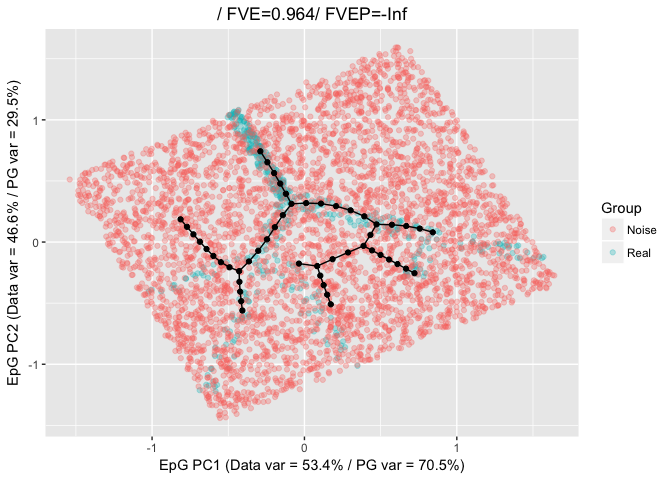 / FVE=0.964/ FVEP=-Inf
EpG PC2 (Data var = 46.6% / PG var = 29.5%)
1
0
-1
-1
0
1
EpG PC1 (Data var = 53.4% / PG var = 70.5%)
Group
Noise
Real